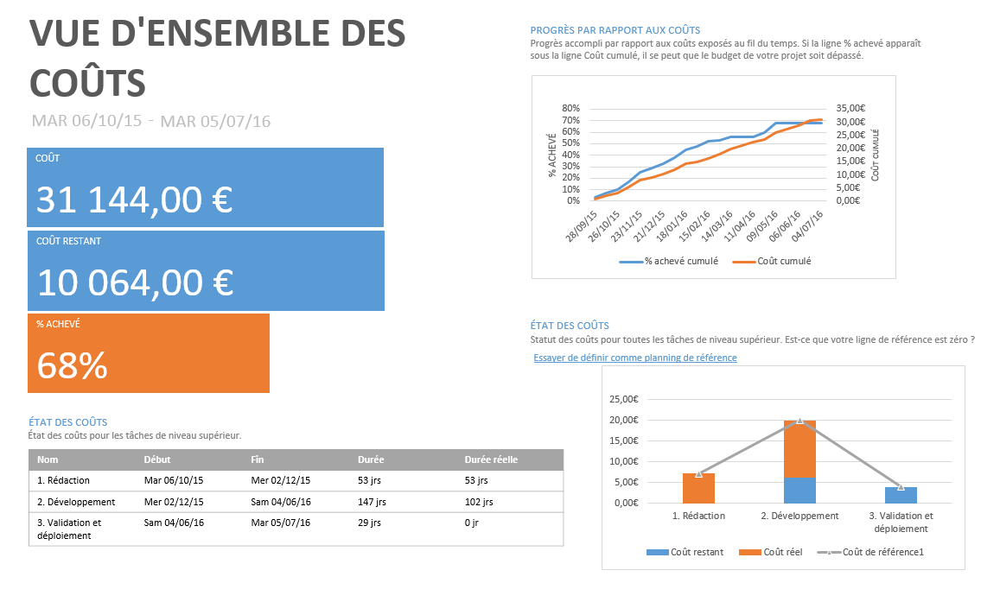 VUE D'ENSEMBLE DES
COÛTS
MAR 06/10/15 - MAR 05/07/16
COÛT
31 144,00 €
COÛT RESTANT
10 064,00 €
% ACHEVÉ
68%
ÉTAT DES COÛTS
État des coûts pour les tâches de niveau supérieur.
Nom Début Fin Durée Durée réelle
1. Rédaction Mar 06/10/15 Mer 02/12/15 53 jrs 53 jrs
2. Développement Mer 02/12/15 Sam 04/06/16 147 jrs 102 jrs
3. Validation et Sam 04/06/16 Mar 05/07/16 29 jrs 0 jr
déploiement
PROGRÈS PAR RAPPORT AUX COÛTS
Progrès accompli par rapport aux coûts exposés au fil du temps. Si la ligne % achevé apparaît
sous la ligne Coût cumulé, il se peut que le budget de votre projet soit dépassé.
% ACHEVÉ
80%
70%
60%
50%
40%
30%
20%
10%
0%
35,00€
30,00€
25,00€
20,00€
15,00€
10,00€
5,00€
0,00€
COÛT CUMULÉ
28/09/15
26/10/15
23/11/15
21/12/15
18/01/16
15/02/16
14/03/16
11/04/16
09/05/16
06/06/16
04/07/16
% achevé cumulé Coût cumulé
ÉTAT DES COÛTS
Statut des coûts pour toutes les tâches de niveau supérieur. Est-ce que votre ligne de référence est zéro ?
Essayer de définir comme planning de référence
25,00€
20,00€
15,00€
10,00€
5,00€
0,00€
1. Rédaction 2. Développement 3. Validation et
déploiement
Coût restant Coût réel Coût de référence1